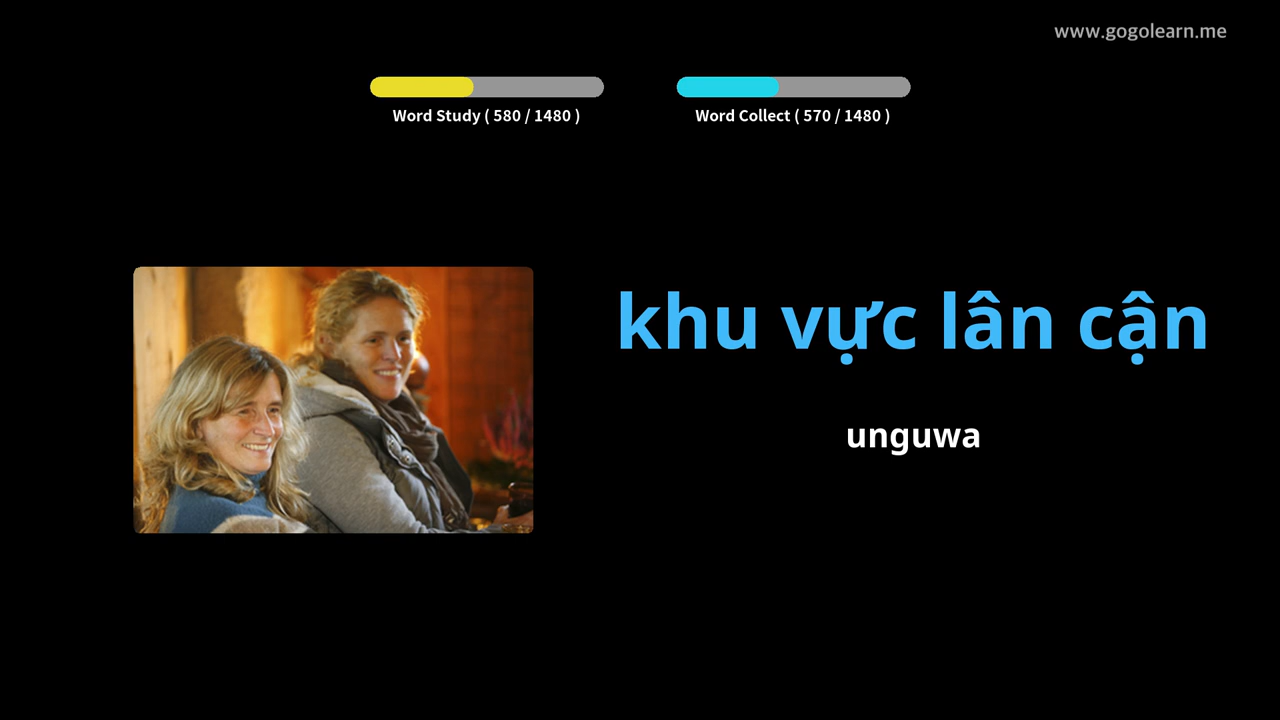 www.gogolearn.me
Word Study ( 580 / 1480 )
Word Collect ( 570 / 1480 )
khu vực lân cận
unguwa